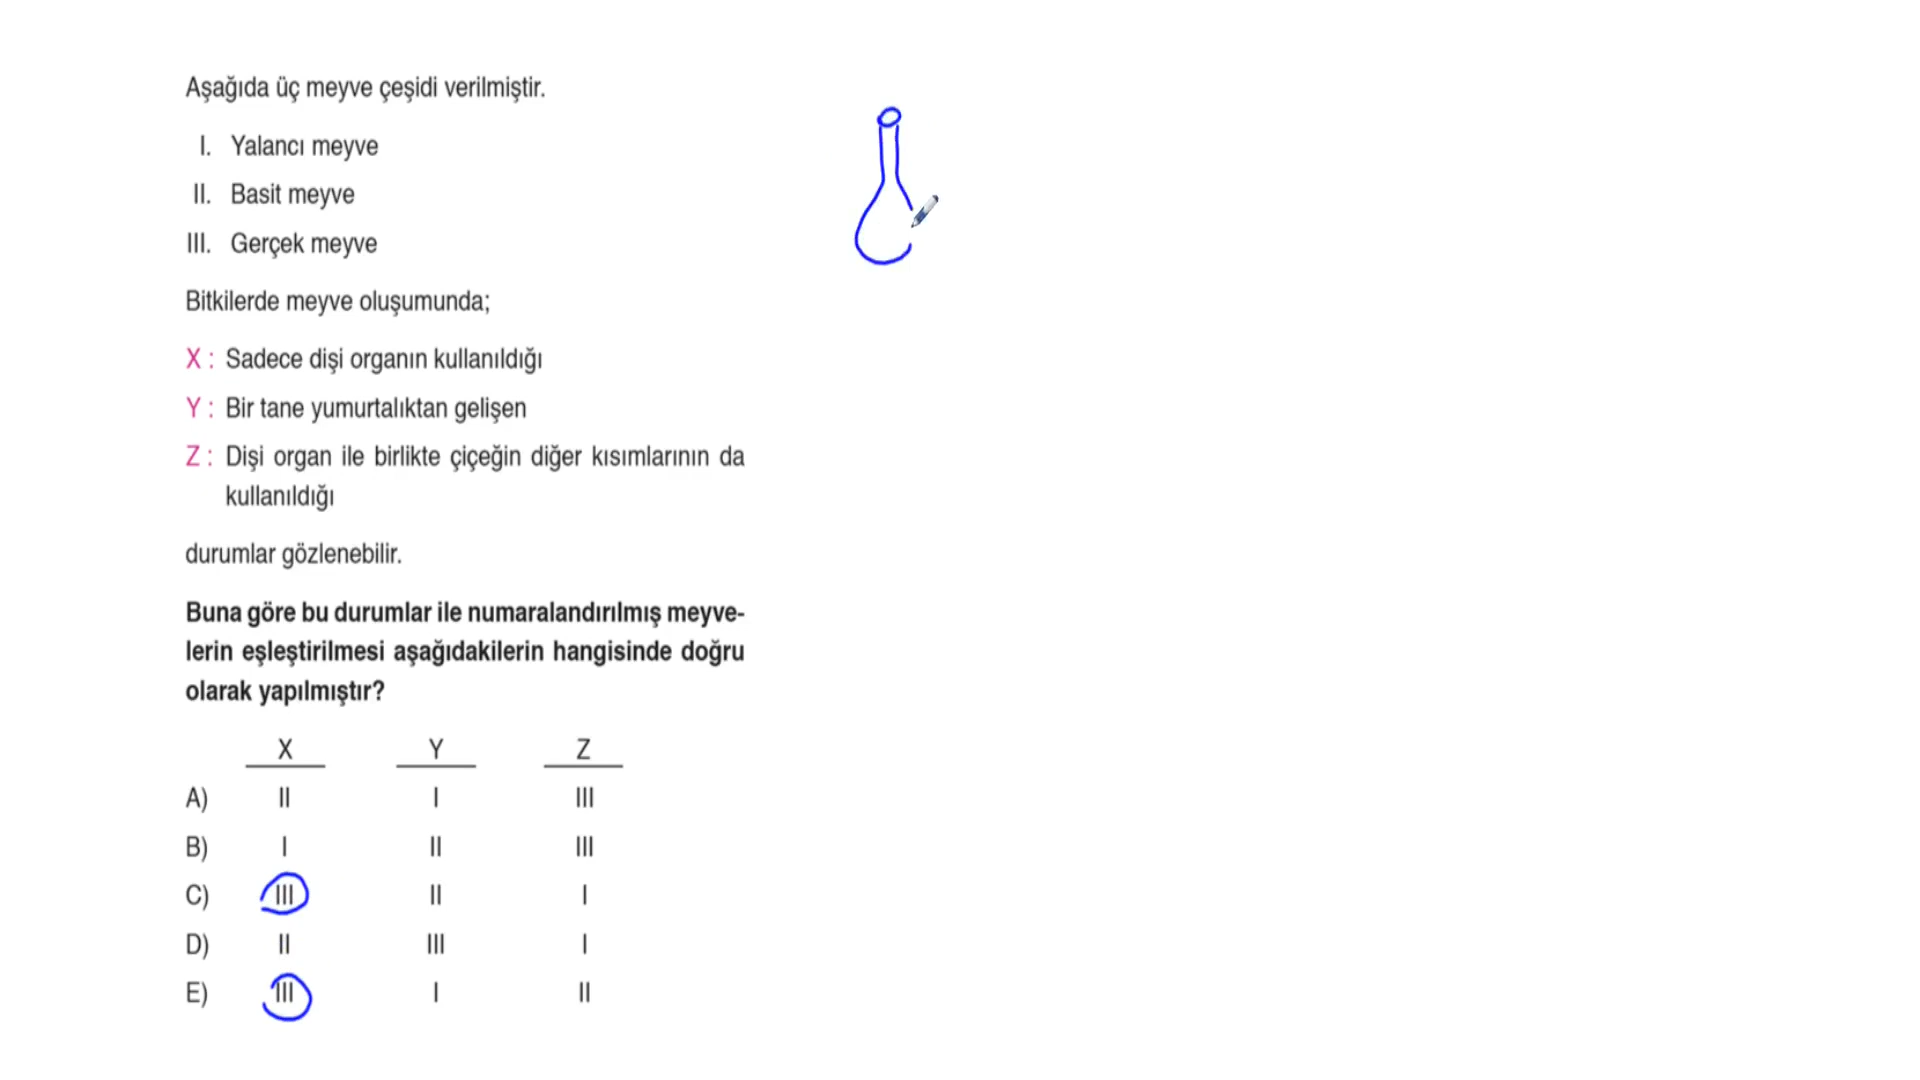 Aşağıda üç meyve çeşidi verilmiştir.
I. Yalancı meyve
II. Basit meyve
III. Gerçek meyve
Bitkilerde meyve oluşumunda;
X : Sadece dişi organın kullanıldığı
Y : Bir tane yumurtalıktan gelişen
Z : Dişi organ ile birlikte çiçeğin diğer kısımlarının da
kullanıldığı
durumlar gözlenebilir.
Buna göre bu durumlar ile numaralandırılmış meyve-
lerin eşleştirilmesi aşağıdakilerin hangisinde doğru
olarak yapılmıştır?
X Y Z
A) II I III
B) I II III
C) III II I
D) II III I
E) III I II